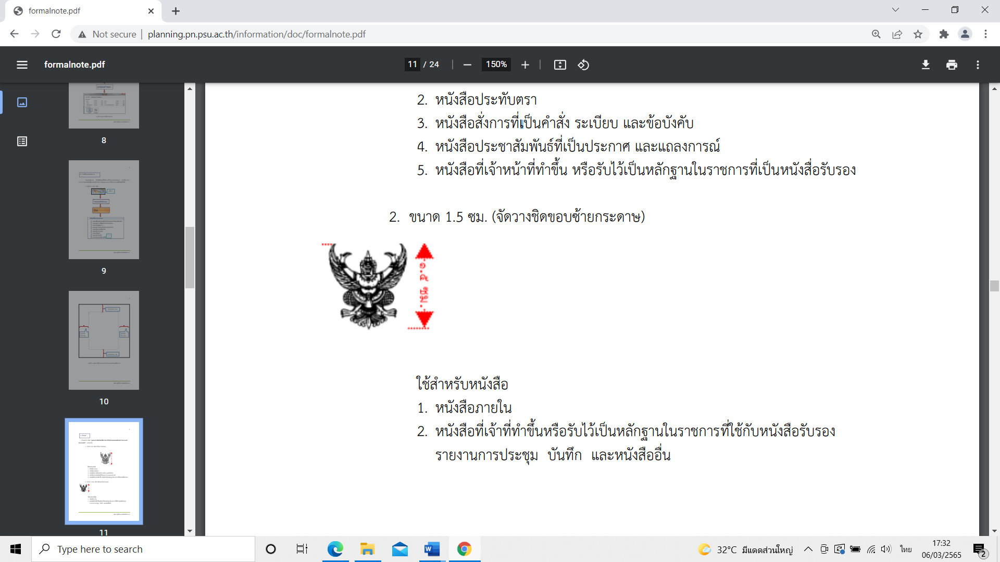 formalnote.pdf
Not secure planning.pn.psu.ac.th/information/doc/formalnote.pdf
formalnote.pdf
11 / 24
150%
2. หนังสือประทับตรา
3. หนังสือสั่งการที่เป็นคำสั่ง ระเบียบ และข้อบังคับ
4. หนังสือประชาสัมพันธ์ที่เป็นประกาศ และแถลงการณ์
5. หนังสือที่เจ้าหน้าที่ทำขึ้น หรือรับไว้เป็นหลักฐานในราชการที่เป็นหนังสื่อรับรอง
2. ขนาด 1.5 ซม. (จัดวางชิดขอบซ้ายกระดาษ)
๑.๕ ซม.
ใช้สำหรับหนังสือ
1. หนังสือภายใน
2. หนังสือที่เจ้าที่ทำขึ้นหรือรับไว้เป็นหลักฐานในราชการที่ใช้กับหนังสือรับรอง
รายงานการประชุม บันทึก และหนังสืออื่น
8
9
10
11
Type here to search
32°C มีแดดส่วนใหญ่
ไทย
17:32
06/03/2565
2